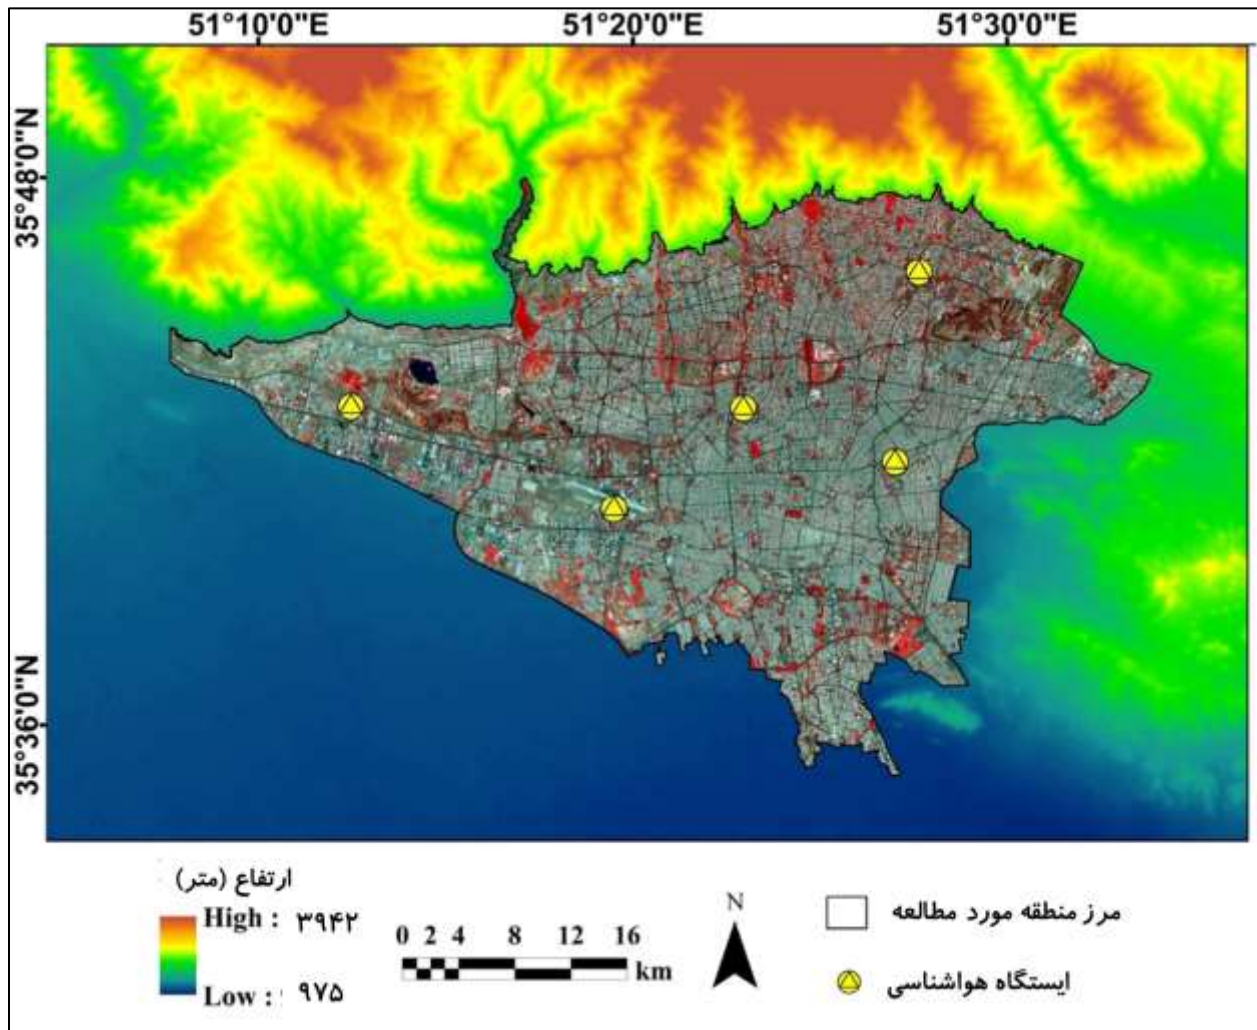 51°10'0"E 51°20'0"E 51°30'0"E
35°48'0"N
35°36'0"N
ارتفاع (متر)
High : ۳۹۴۲
Low : ۹۷۵
0 2 4 8 12 16
km
N
مرز منطقه مورد مطالعه
ایستگاه هواشناسی